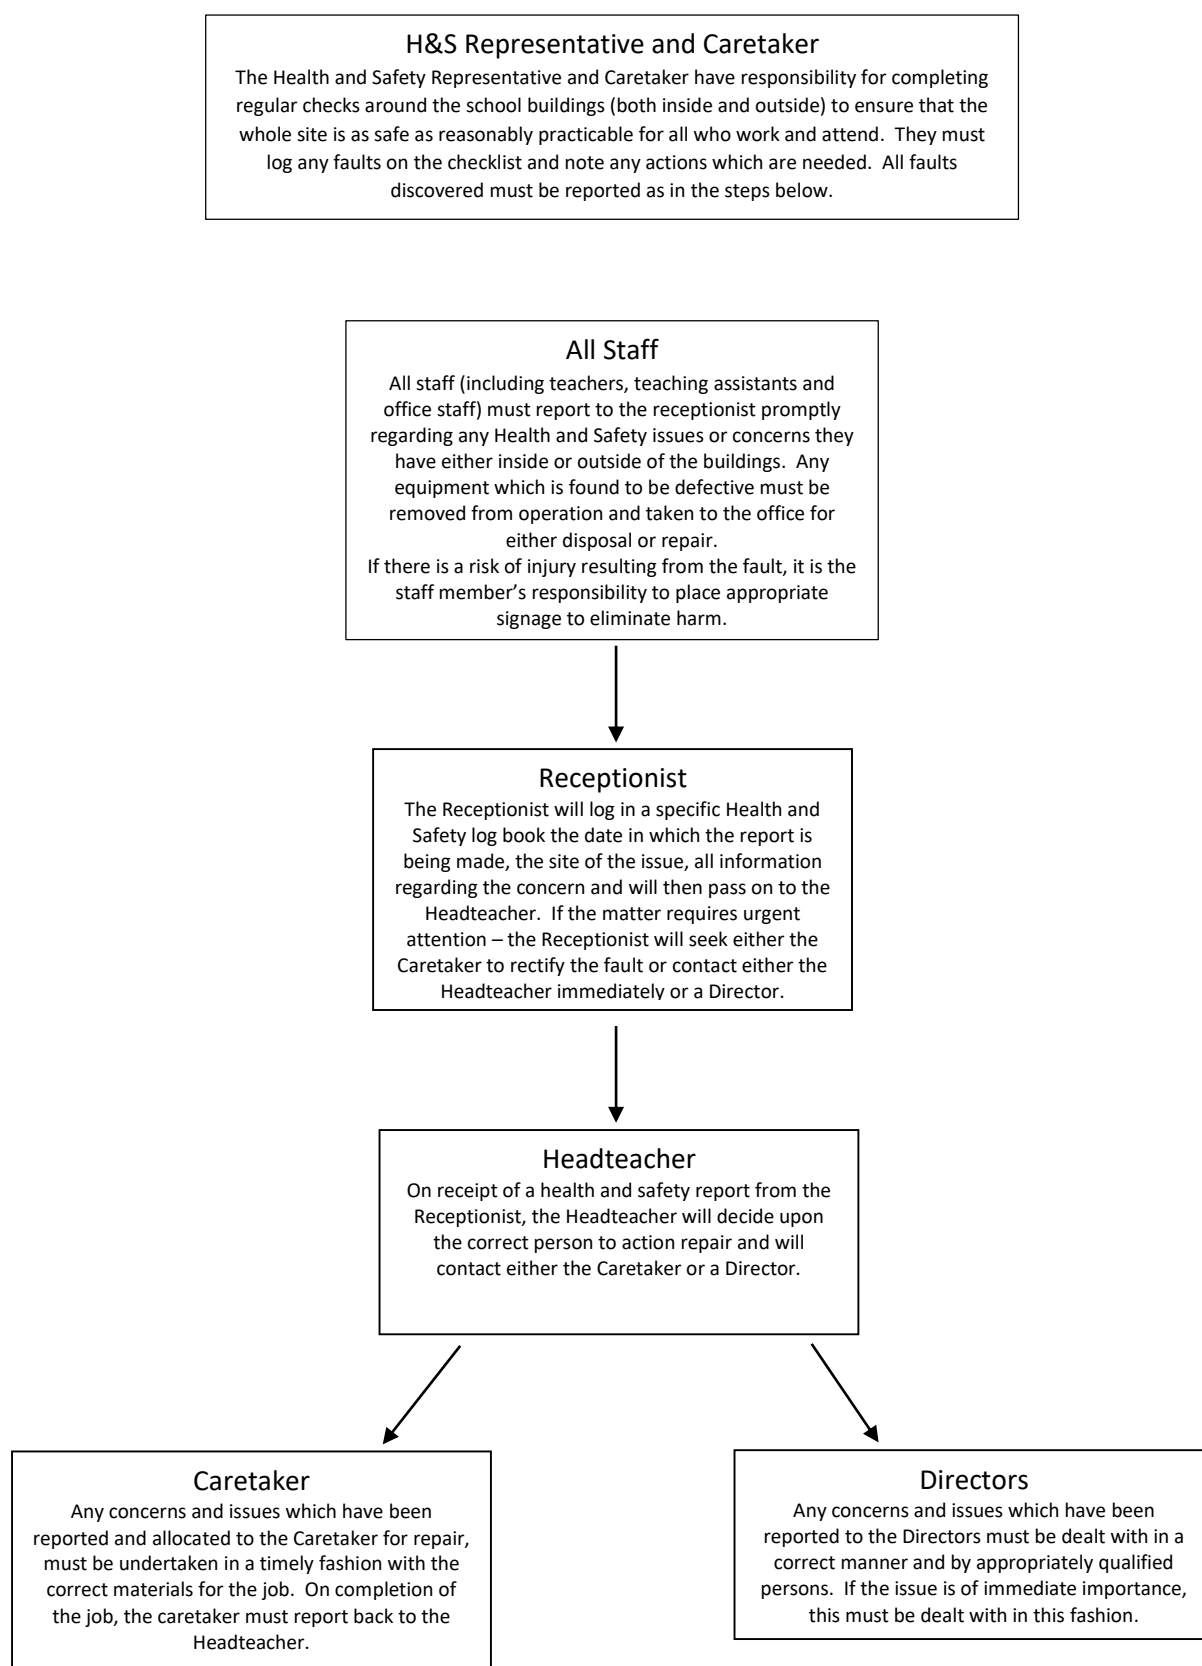 H&S Representative and Caretaker
The Health and Safety Representative and Caretaker have responsibility for completing
regular checks around the school buildings (both inside and outside) to ensure that the
whole site is as safe as reasonably practicable for all who work and attend.  They must
log any faults on the checklist and note any actions which are needed.  All faults
discovered must be reported as in the steps below.
All Staff
All staff (including teachers, teaching assistants and
office staff) must report to the receptionist promptly
regarding any Health and Safety issues or concerns they
have either inside or outside of the buildings.  Any
equipment which is found to be defective must be
removed from operation and taken to the office for
either disposal or repair.
If there is a risk of injury resulting from the fault, it is the
staff member’s responsibility to place appropriate
signage to eliminate harm.
Receptionist
The Receptionist will log in a specific Health and
Safety log book the date in which the report is
being made, the site of the issue, all information
regarding the concern and will then pass on to the
Headteacher.  If the matter requires urgent
attention – the Receptionist will seek either the
Caretaker to rectify the fault or contact either the
Headteacher immediately or a Director.
Headteacher
On receipt of a health and safety report from the
Receptionist, the Headteacher will decide upon
the correct person to action repair and will
contact either the Caretaker or a Director.
Caretaker
Any concerns and issues which have been
reported and allocated to the Caretaker for repair,
must be undertaken in a timely fashion with the
correct materials for the job.  On completion of
the job, the caretaker must report back to the
Headteacher.
Directors
Any concerns and issues which have been
reported to the Directors must be dealt with in a
correct manner and by appropriately qualified
persons.  If the issue is of immediate importance,
this must be dealt with in this fashion.